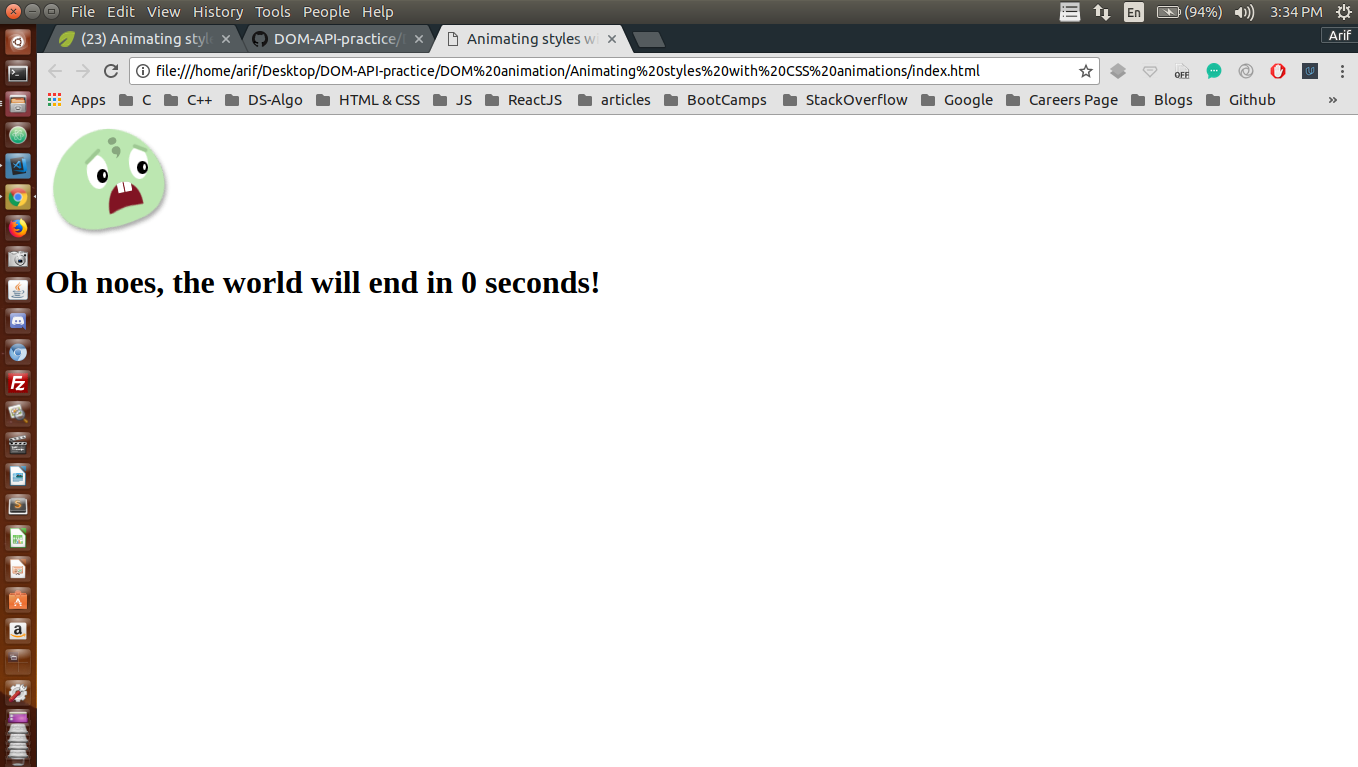 File Edit View History Tools People Help
En (94%) 3:34 PM
(23) Animating style
DOM-API-practice/
Animating styles wi
Arif
file:///home/arif/Desktop/DOM-API-practice/DOM%20animation/Animating%20styles%20with%20CSS%20animations/index.html
OFF
Apps C C++ DS-Algo HTML & CSS JS ReactJS articles BootCamps StackOverflow Google Careers Page Blogs Github »
Oh noes, the world will end in 0 seconds!